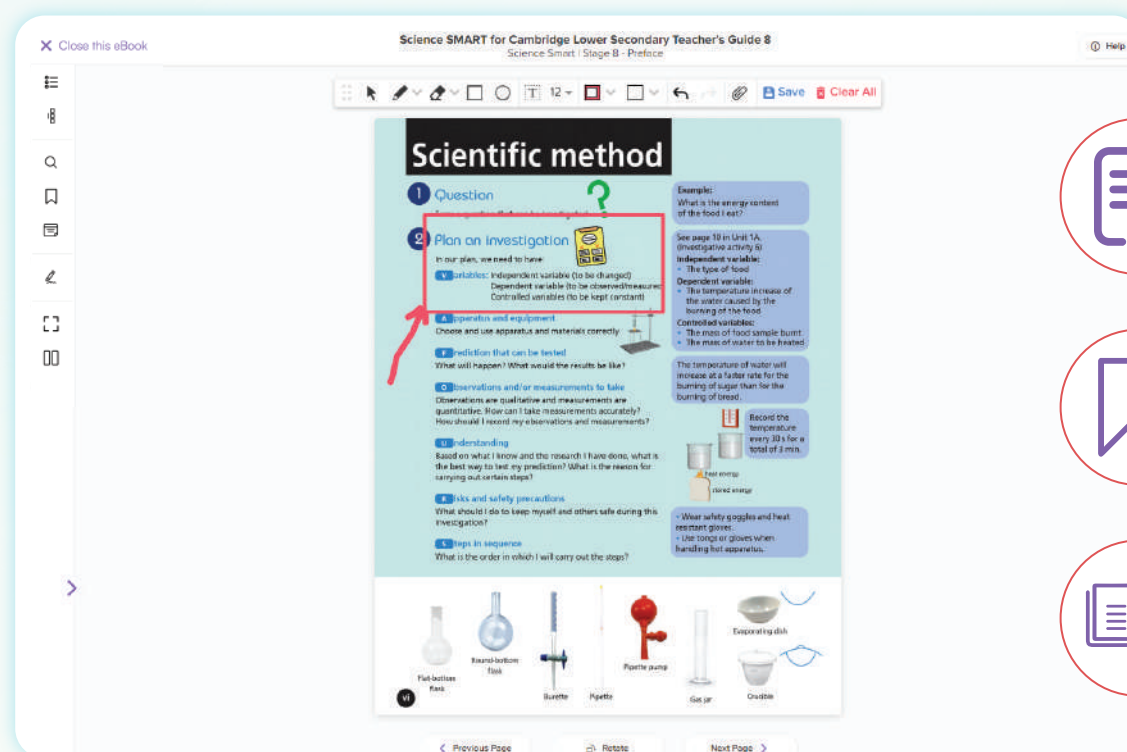 Close this eBook
Science SMART for Cambridge Lower Secondary Teacher's Guide 8
Science Smart | Stage 8 - Preface
Help
12
Save
Clear All
Scientific method
1 Question
2 Plan an investigation
In our plan, we need to have:
Variables: Independent variable (to be changed)
Dependent variable (to be observed/measured
Controlled variables (to be kept constant)
Apparatus and equipment
Choose and use apparatus and materials correctly
Prediction that can be tested
What will happen? What would the results be like?
Observations and/or measurements to take
Observations are qualitative and measurements are
quantitative. How can I take measurements accurately?
How should I record my observations and measurements?
Understanding
Based on what I know and the research I have done, what is
the best way to test my prediction? What is the reason for
carrying out certain steps?
Risks and safety precautions
What should I do to keep myself and others safe during this
investigation?
Steps in sequence
What is the order in which I will carry out the steps?
Example:
What is the energy content
of the food I eat?
See page 10 in Unit 1A,
(Investigative activity 6)
Independent variable:
• The type of food
Dependent variable:
• The temperature increase of
the water caused by the
burning of the food
Controlled variables:
• The mass of food sample burnt
• The mass of water to be heated
The temperature of water will
increase at a faster rate for the
burning of sugar than for the
burning of bread.
Record the
temperature
every 30 s for a
total of 3 min.
heat energy
stored energy
• Wear safety goggles and heat
resistant gloves.
• Use tongs or gloves when
handling hot apparatus.
Flat-bottom
flask
Round-bottom
flask
Burette
Pipette
Pipette pump
Gas jar
Evaporating dish
Crucible
vi
Previous Page
Rotate
Next Page